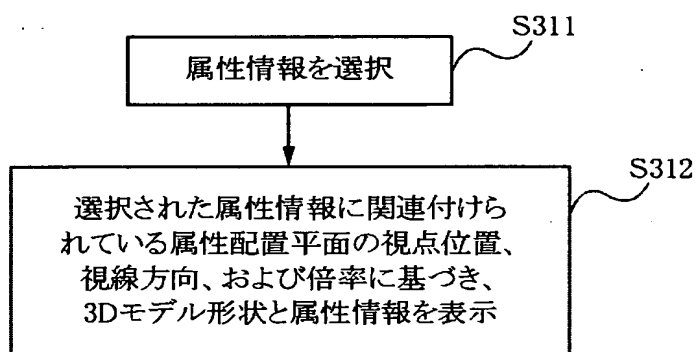 S311
属性情報を選択
S312
選択された属性情報に関連付けら
れている属性配置平面の視点位置、
視線方向、および倍率に基づき、
3Dモデル形状と属性情報を表示